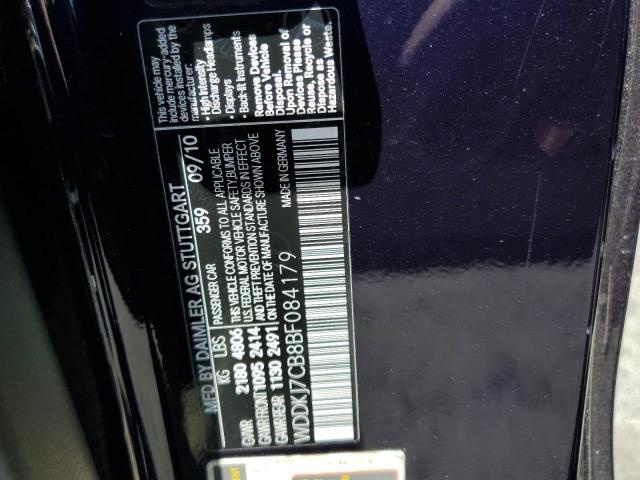 MFD BY DAIMLER AG STUTTGART
KG LBS PASSENGER CAR 359 09/10
GVWR 2180 4806
GAWR FRONT 1095 2414
GAWR REAR 1130 2491
THIS VEHICLE CONFORMS TO ALL APPLICABLE
U.S. FEDERAL MOTOR VEHICLE SAFETY, BUMPER
AND THEFT PREVENTION STANDARDS IN EFFECT
ON THE DATE OF MANUFACTURE SHOWN ABOVE
MADE IN GERMANY
WDDKJ7CB8BF084179
This vehicle may
include mercury-added
devices installed by the
manufacturer:
• High Intensity
Discharge Headlamps
• Displays
• Back-lit Instruments
Remove Devices
Before Vehicle
Disposal.
Upon Removal of
Devices Please
Reuse, Recycle or
Dispose as
Hazardous Waste.